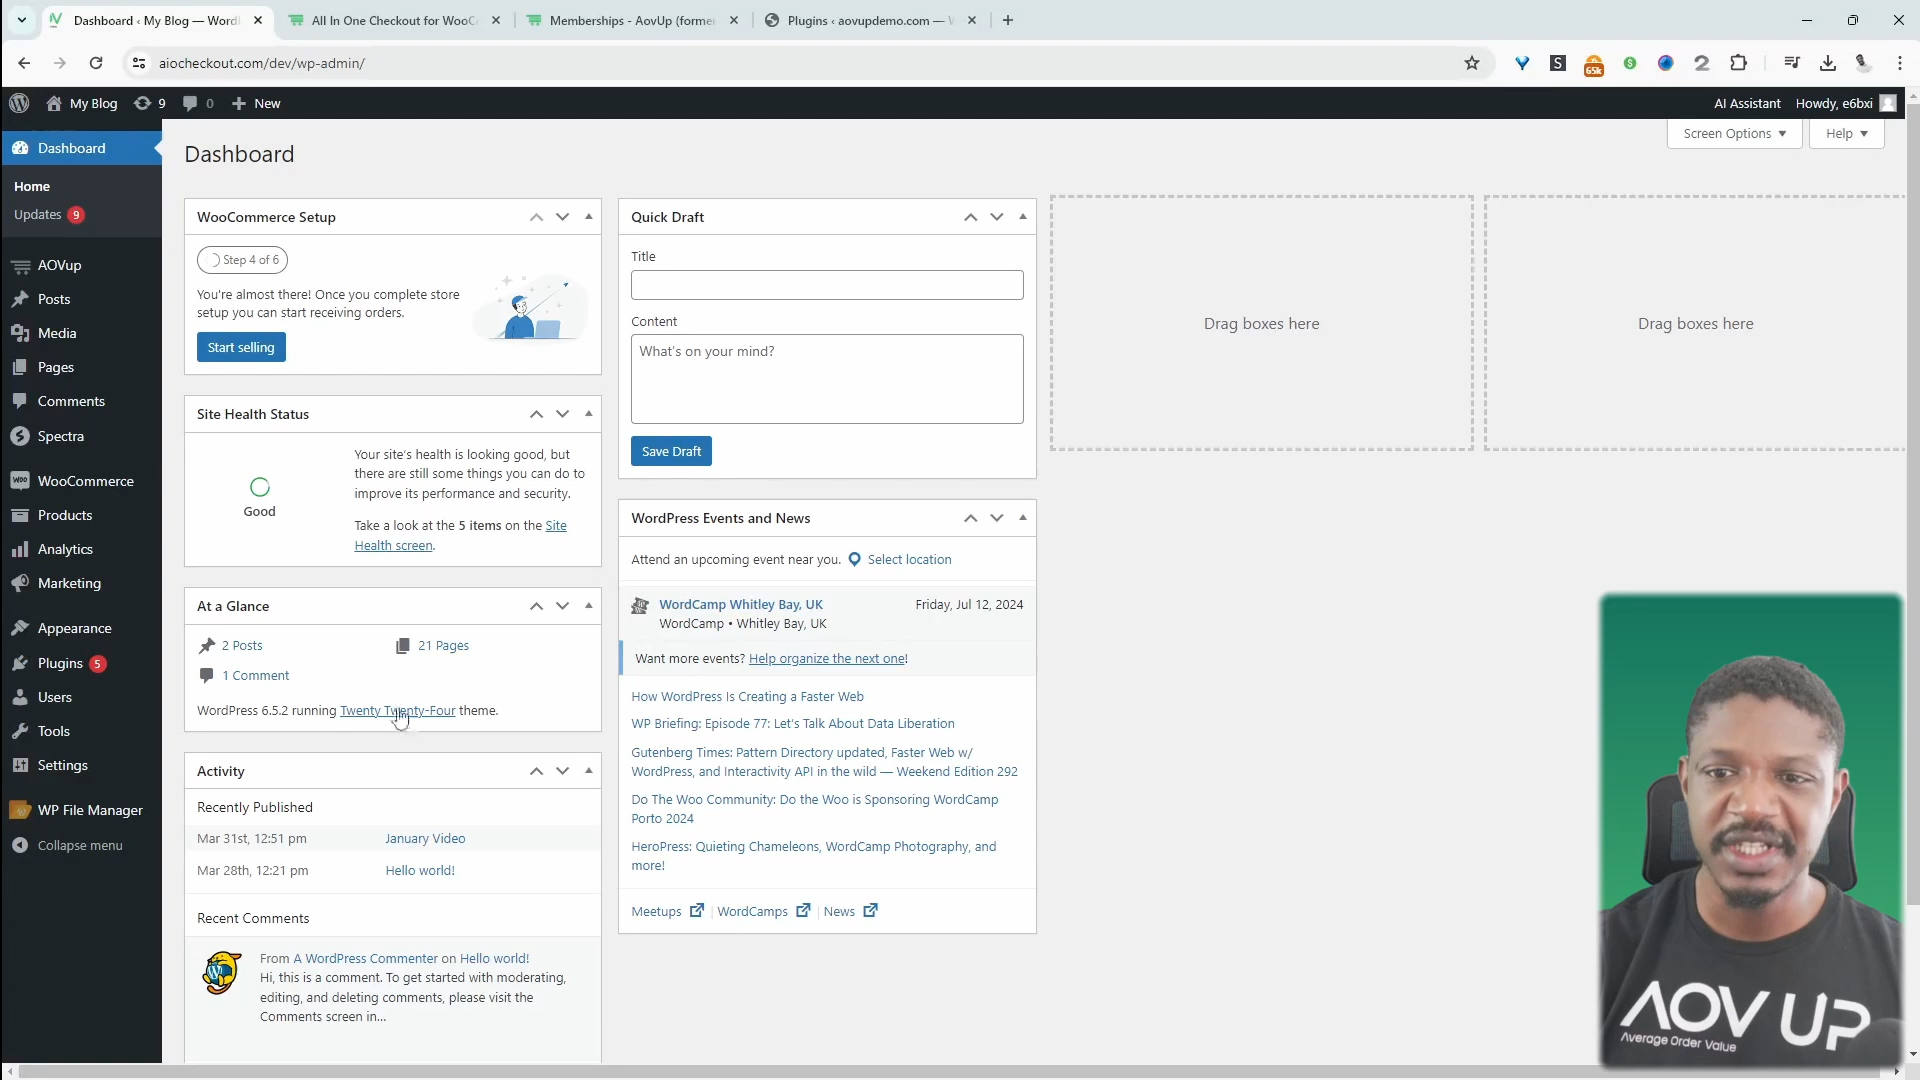 Dashboard ‹ My Blog — Word
All In One Checkout for WooC
Memberships - AovUp (former
Plugins ‹ aovupdemo.com — W
aiocheckout.com/dev/wp-admin/
65k
My Blog
9
0
New
AI Assistant
Howdy, e6bxi
Dashboard
Home
Updates 9
AOVup
Posts
Media
Pages
Comments
Spectra
WooCommerce
Products
Analytics
Marketing
Appearance
Plugins 5
Users
Tools
Settings
WP File Manager
Collapse menu
Screen Options
Help
Dashboard
WooCommerce Setup
Step 4 of 6
You're almost there! Once you complete store
setup you can start receiving orders.
Start selling
Site Health Status
Good
Your site's health is looking good, but
there are still some things you can do to
improve its performance and security.
Take a look at the 5 items on the Site
Health screen.
At a Glance
2 Posts
21 Pages
1 Comment
WordPress 6.5.2 running Twenty Twenty-Four theme.
Activity
Recently Published
Mar 31st, 12:51 pm
January Video
Mar 28th, 12:21 pm
Hello world!
Recent Comments
From A WordPress Commenter on Hello world!
Hi, this is a comment. To get started with moderating,
editing, and deleting comments, please visit the
Comments screen in...
Quick Draft
Title
Content
What's on your mind?
Save Draft
WordPress Events and News
Attend an upcoming event near you.
Select location
WordCamp Whitley Bay, UK
Friday, Jul 12, 2024
WordCamp • Whitley Bay, UK
Want more events? Help organize the next one!
How WordPress Is Creating a Faster Web
WP Briefing: Episode 77: Let's Talk About Data Liberation
Gutenberg Times: Pattern Directory updated, Faster Web w/
WordPress, and Interactivity API in the wild — Weekend Edition 292
Do The Woo Community: Do the Woo is Sponsoring WordCamp
Porto 2024
HeroPress: Quieting Chameleons, WordCamp Photography, and
more!
Meetups
WordCamps
News
Drag boxes here
Drag boxes here
AOV UP
Average Order Value